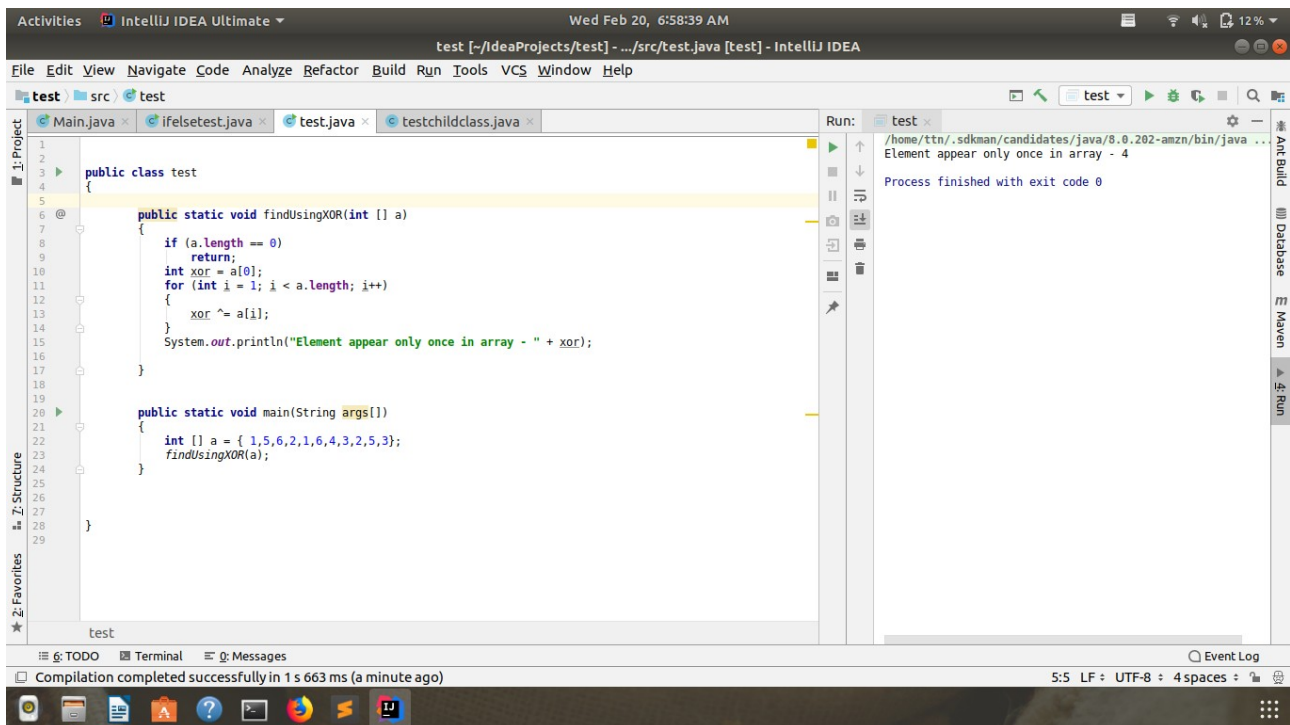 Activities IntelliJ IDEA Ultimate Wed Feb 20, 6:58:39 AM 12 %
test [~/IdeaProjects/test] - .../src/test.java [test] - IntelliJ IDEA
File Edit View Navigate Code Analyze Refactor Build Run Tools VCS Window Help
test src test test
Main.java ifelsetest.java test.java testchildclass.java
1
2
3 public class test
4 {
5
6 @ public static void findUsingXOR(int [] a)
7 {
8 if (a.length == 0)
9 return;
10 int xor = a[0];
11 for (int i = 1; i < a.length; i++)
12 {
13 xor ^= a[i];
14 }
15 System.out.println("Element appear only once in array - " + xor);
16
17 }
18
19
20 public static void main(String args[])
21 {
22 int [] a = { 1,5,6,2,1,6,4,3,2,5,3};
23 findUsingXOR(a);
24 }
25
26
27
28 }
29
test
Run: test
/home/ttn/.sdkman/candidates/java/8.0.202-amzn/bin/java ...
Element appear only once in array - 4
Process finished with exit code 0
1: Project
7: Structure
2: Favorites
Ant Build
Database
m Maven
4: Run
6: TODO Terminal 0: Messages Event Log
Compilation completed successfully in 1 s 663 ms (a minute ago) 5:5 LF UTF-8 4 spaces